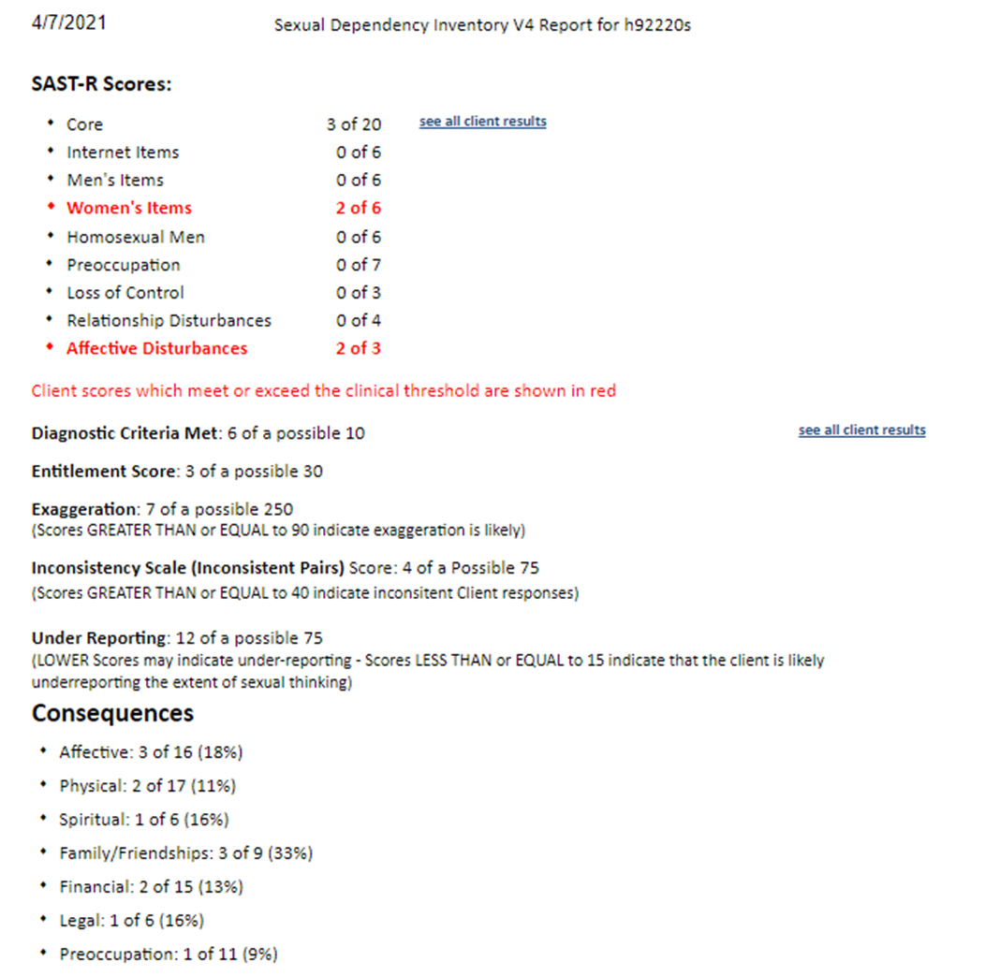 4/7/2021 Sexual Dependency Inventory V4 Report for h92220s
SAST-R Scores:
• Core 3 of 20 see all client results
• Internet Items 0 of 6
• Men's Items 0 of 6
• Women's Items 2 of 6
• Homosexual Men 0 of 6
• Preoccupation 0 of 7
• Loss of Control 0 of 3
• Relationship Disturbances 0 of 4
• Affective Disturbances 2 of 3
Client scores which meet or exceed the clinical threshold are shown in red
Diagnostic Criteria Met: 6 of a possible 10 see all client results
Entitlement Score: 3 of a possible 30
Exaggeration: 7 of a possible 250
(Scores GREATER THAN or EQUAL to 90 indicate exaggeration is likely)
Inconsistency Scale (Inconsistent Pairs) Score: 4 of a Possible 75
(Scores GREATER THAN or EQUAL to 40 indicate inconsitent Client responses)
Under Reporting: 12 of a possible 75
(LOWER Scores may indicate under-reporting - Scores LESS THAN or EQUAL to 15 indicate that the client is likely
underreporting the extent of sexual thinking)
Consequences
• Affective: 3 of 16 (18%)
• Physical: 2 of 17 (11%)
• Spiritual: 1 of 6 (16%)
• Family/Friendships: 3 of 9 (33%)
• Financial: 2 of 15 (13%)
• Legal: 1 of 6 (16%)
• Preoccupation: 1 of 11 (9%)